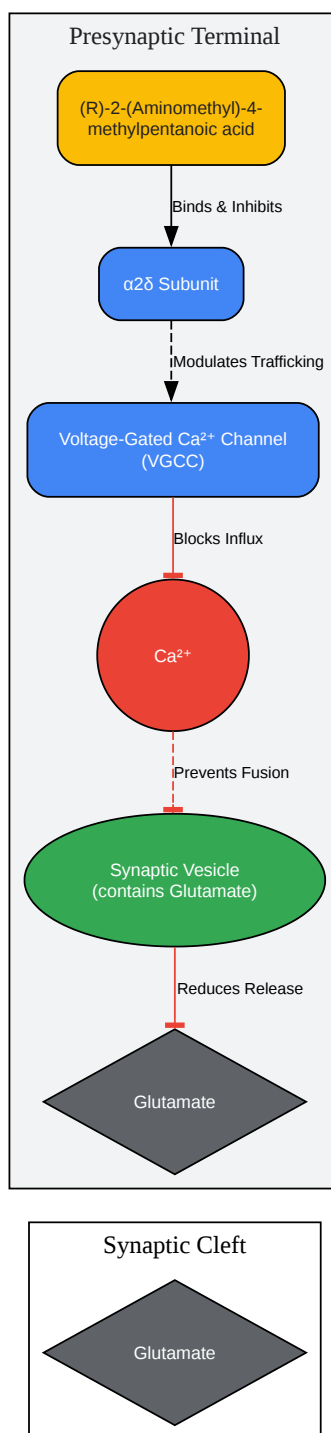 Presynaptic Terminal
(R)-2-(Aminomethyl)-4-
methylpentanoic acid
Binds & Inhibits
α2δ Subunit
Modulates Trafficking
Voltage-Gated Ca²⁺ Channel
(VGCC)
Blocks Influx
Ca²⁺
Prevents Fusion
Synaptic Vesicle
(contains Glutamate)
Reduces Release
Glutamate
Synaptic Cleft
Glutamate